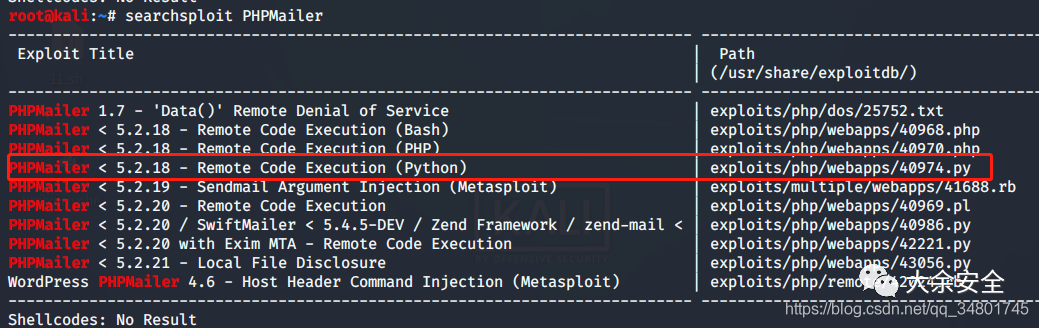 Shellcodes: No Result
root@kali:~# searchsploit PHPMailer
Exploit Title | Path
| (/usr/share/exploitdb/)
PHPMailer 1.7 - 'Data()' Remote Denial of Service | exploits/php/dos/25752.txt
PHPMailer < 5.2.18 - Remote Code Execution (Bash) | exploits/php/webapps/40968.php
PHPMailer < 5.2.18 - Remote Code Execution (PHP) | exploits/php/webapps/40970.php
PHPMailer < 5.2.18 - Remote Code Execution (Python) | exploits/php/webapps/40974.py
PHPMailer < 5.2.19 - Sendmail Argument Injection (Metasploit) | exploits/multiple/webapps/41688.rb
PHPMailer < 5.2.20 - Remote Code Execution | exploits/php/webapps/40969.pl
PHPMailer < 5.2.20 / SwiftMailer < 5.4.5-DEV / Zend Framework / zend-mail < | exploits/php/webapps/40986.py
PHPMailer < 5.2.20 with Exim MTA - Remote Code Execution | exploits/php/webapps/42221.py
PHPMailer < 5.2.21 - Local File Disclosure | exploits/php/webapps/43056.py
WordPress PHPMailer 4.6 - Host Header Command Injection (Metasploit) |
大余安全
https://blog.csdn.net/qq_34801745
Shellcodes: No Result